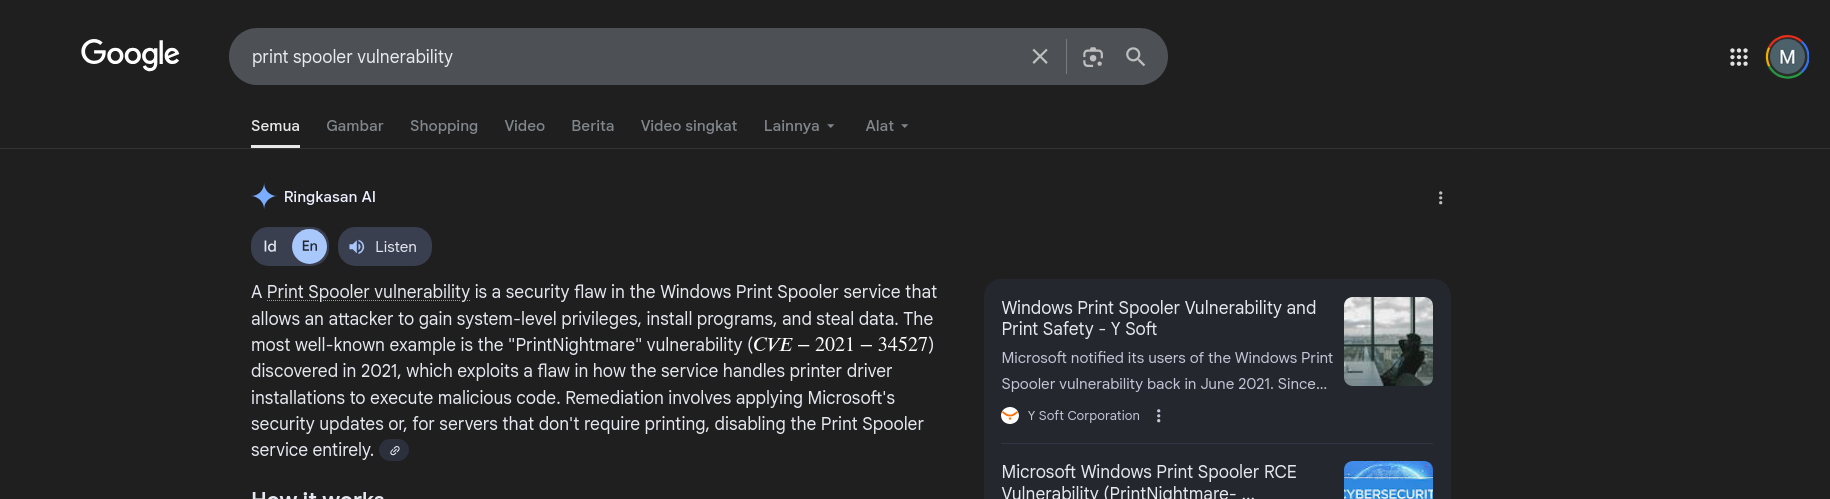 Google
print spooler vulnerability
M
Semua Gambar Shopping Video Berita Video singkat Lainnya Alat
Ringkasan AI
Id En Listen
A Print Spooler vulnerability is a security flaw in the Windows Print Spooler service that
allows an attacker to gain system-level privileges, install programs, and steal data. The
most well-known example is the "PrintNightmare" vulnerability (CVE − 2021 − 34527)
discovered in 2021, which exploits a flaw in how the service handles printer driver
installations to execute malicious code. Remediation involves applying Microsoft's
security updates or, for servers that don't require printing, disabling the Print Spooler
service entirely.
How it works
Windows Print Spooler Vulnerability and
Print Safety - Y Soft
Microsoft notified its users of the Windows Print
Spooler vulnerability back in June 2021. Since...
Y Soft Corporation
Microsoft Windows Print Spooler RCE
Vulnerability (PrintNightmare- ...
CYBERSECURIT